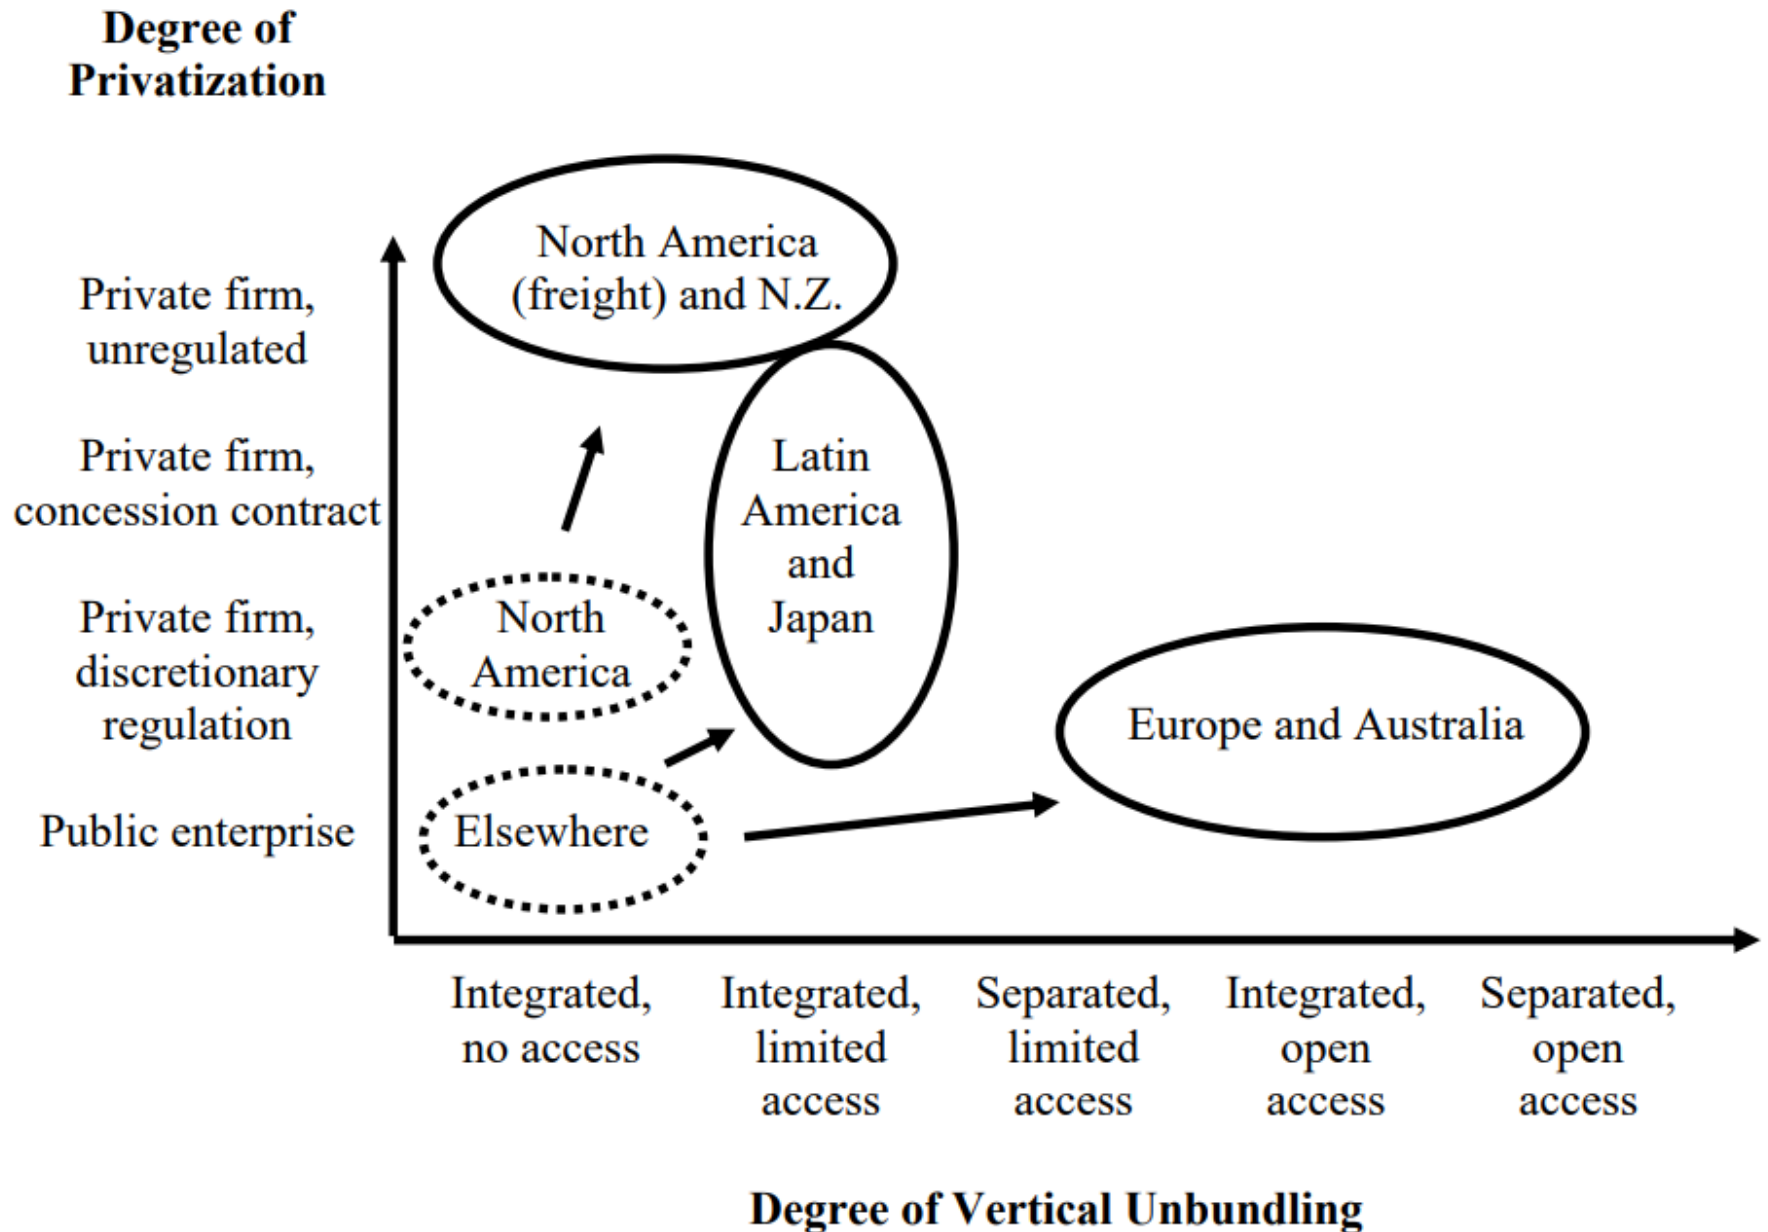 Degree of
Privatization
Private firm,
unregulated
Private firm,
concession contract
Private firm,
discretionary
regulation
Public enterprise
North America
(freight) and N.Z.
Latin
America
and
Japan
North
America
Elsewhere
Europe and Australia
Integrated,
no access
Integrated,
limited
access
Separated,
limited
access
Integrated,
open
access
Separated,
open
access
Degree of Vertical Unbundling